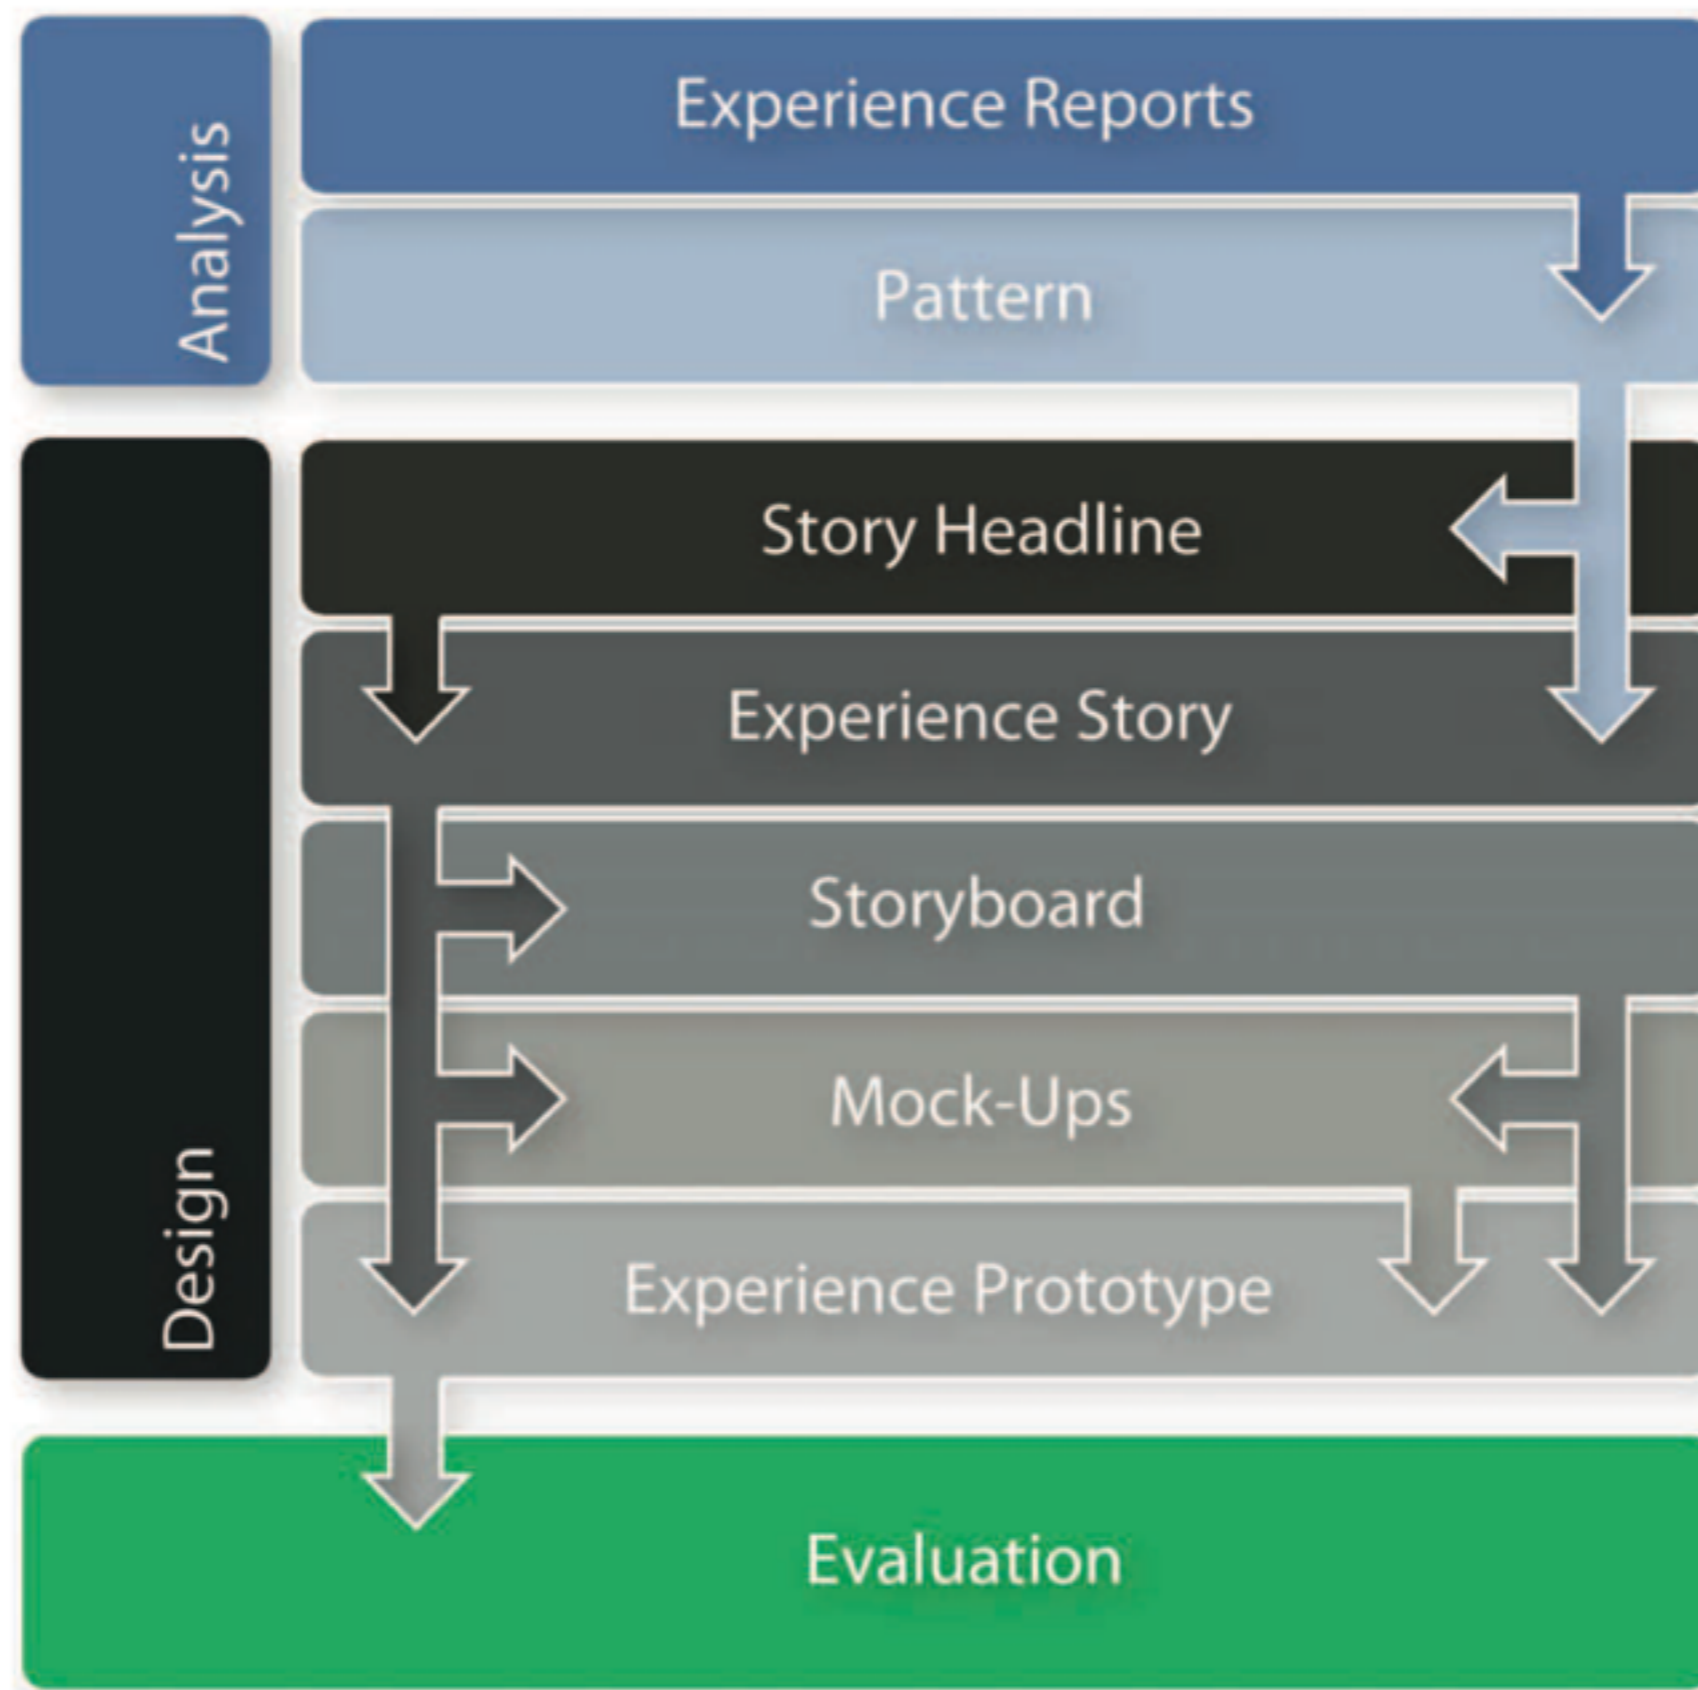 Analysis
Experience Reports
Pattern
Design
Story Headline
Experience Story
Storyboard
Mock-Ups
Experience Prototype
Evaluation